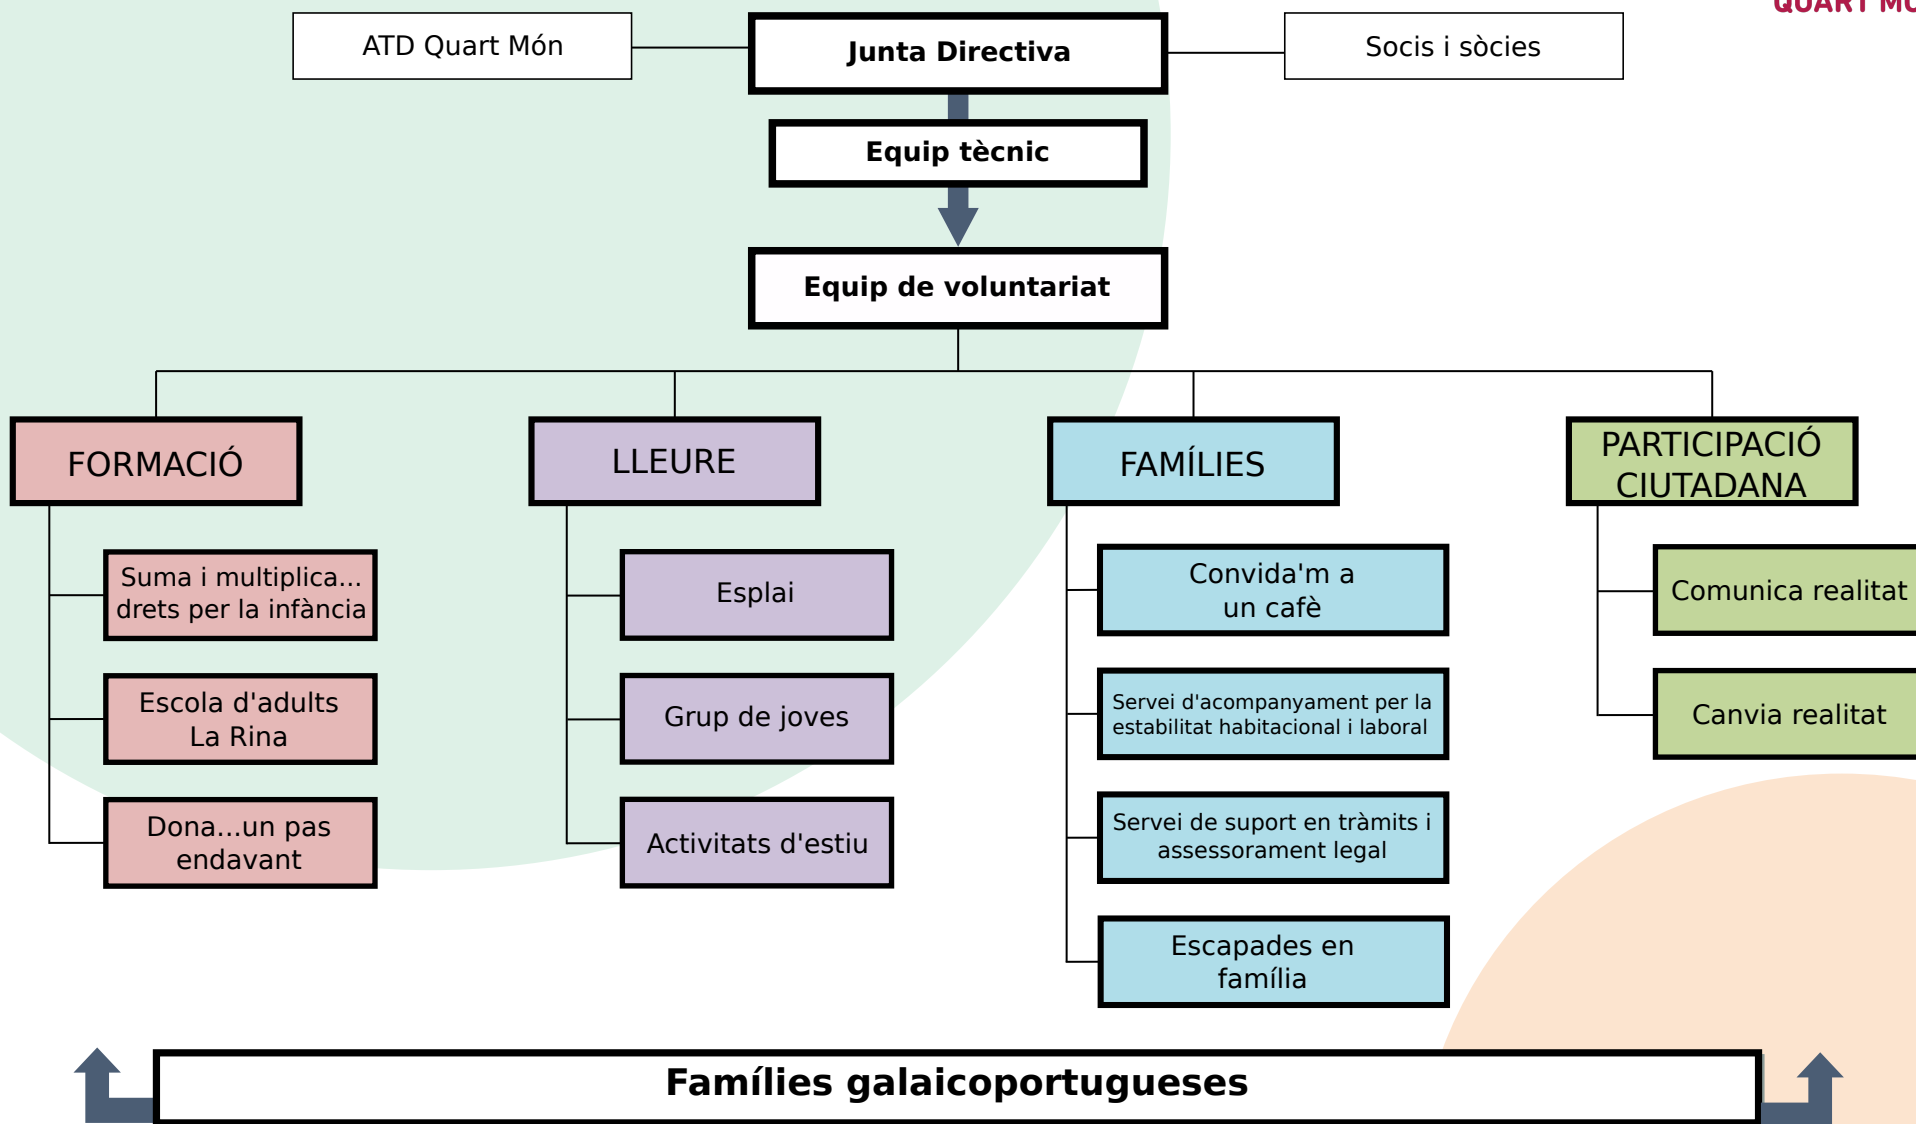 QUART MÓ
ATD Quart Món
Junta Directiva
Socis i sòcies
Equip tècnic
Equip de voluntariat
FORMACIÓ
LLEURE
FAMÍLIES
PARTICIPACIÓ
CIUTADANA
Suma i multiplica...
drets per la infància
Escola d'adults
La Rina
Dona...un pas
endavant
Esplai
Grup de joves
Activitats d'estiu
Convida'm a
un cafè
Servei d'acompanyament per la
estabilitat habitacional i laboral
Servei de suport en tràmits i
assessorament legal
Escapades en
família
Comunica realitat
Canvia realitat
Famílies galaicoportugueses